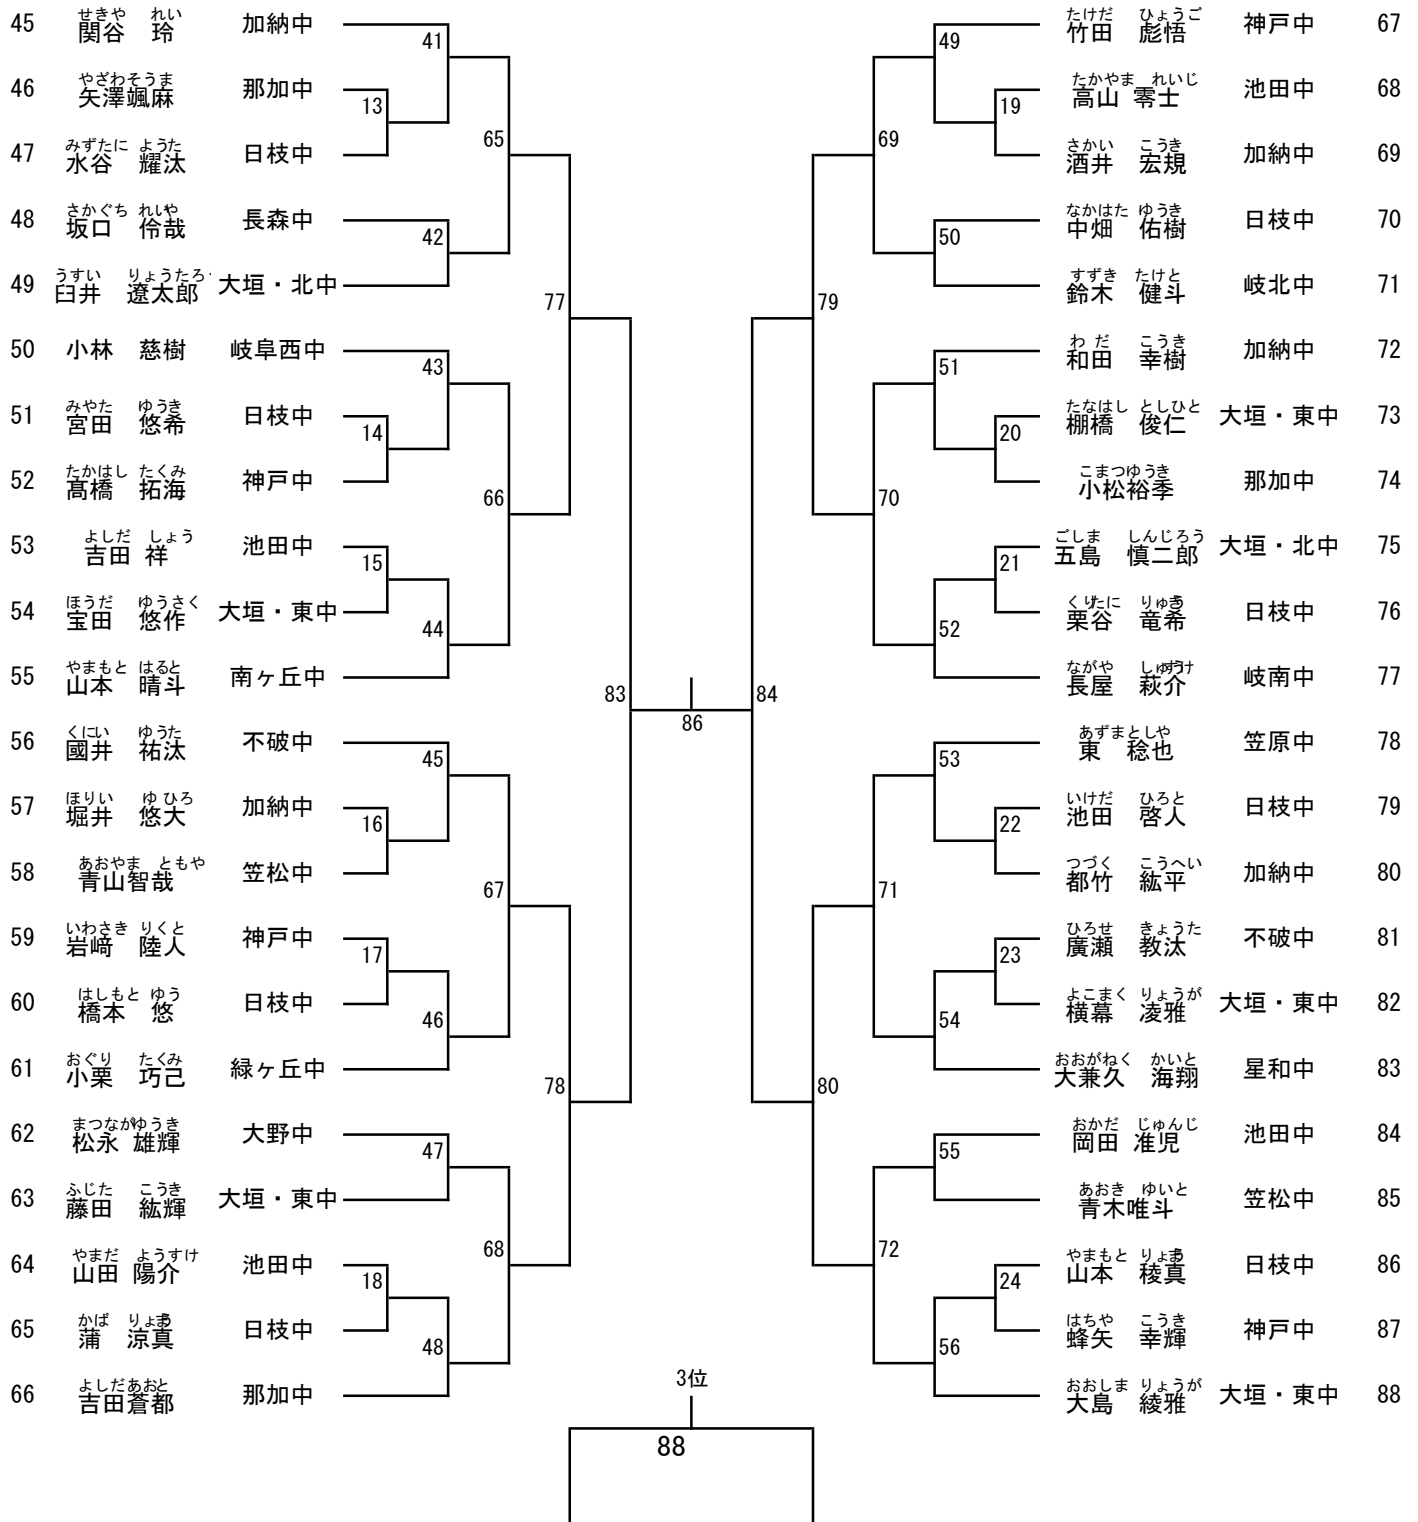 45 関谷 玲 せきや れい 加納中
46 矢澤颯麻 やざわそうま 那加中
47 水谷 耀汰 みずたに ようた 日枝中
48 坂口 伶哉 さかぐち れいや 長森中
49 臼井 遼太郎 うすい りょうたろ 大垣・北中
50 小林 慈樹 岐阜西中
51 宮田 悠希 みやた ゆうき 日枝中
52 髙橋 拓海 たかはし たくみ 神戸中
53 吉田 祥 よしだ しょう 池田中
54 宝田 悠作 ほうだ ゆうさく 大垣・東中
55 山本 晴斗 やまもと はると 南ヶ丘中
56 國井 祐汰 くにい ゆうた 不破中
57 堀井 悠大 ほりい ゆ ひろ 加納中
58 青山智哉 あおやま ともや 笠松中
59 岩﨑 陸人 いわさき りくと 神戸中
60 橋本 悠 はしもと ゆう 日枝中
61 小栗 巧己 おぐり たくみ 緑ヶ丘中
62 松永 雄輝 まつながゆうき 大野中
63 藤田 紘輝 ふじた こうき 大垣・東中
64 山田 陽介 やまだ ようすけ 池田中
65 蒲 涼真 かば 日枝中
66 吉田蒼都 よしだあおと 那加中
41
13
65
42
77
43
14
66
15
44
83
45
16
67
17
46
78
47
68
18
48
86
84
49
19
69
50
79
51
20
70
21
52
53
22
71
23
54
80
55
72
24
56
竹田 彪悟 たけだ ひょうご 神戸中 67
高山 零士 たかやま れいじ 池田中 68
酒井 宏規 さかい こうき 加納中 69
中畑 佑樹 なかはた ゆうき 日枝中 70
鈴木 健斗 すずき たけと 岐北中 71
和田 幸樹 わ だ こうき 加納中 72
棚橋 俊仁 たなはし としひと 大垣・東中 73
小松裕季 こまつゆうき 那加中 74
五島 慎二郎 ごしま しんじろう 大垣・北中 75
栗谷 竜希 日枝中 76
長屋 萩介 ながや 岐南中 77
東 稔也 あずまとしや 笠原中 78
池田 啓人 いけだ ひろと 日枝中 79
都竹 紘平 つづく こうへい 加納中 80
廣瀬 教汰 ひろせ きょうた 不破中 81
横幕 凌雅 よこまく りょうが 大垣・東中 82
大兼久 海翔 おおがねく かいと 星和中 83
岡田 准児 おかだ じゅんじ 池田中 84
青木唯斗 あおき ゆいと 笠松中 85
山本 稜真 やまもと 日枝中 86
蜂矢 幸輝 はちや こうき 神戸中 87
大島 綾雅 おおしま りょうが 大垣・東中 88
3位
88